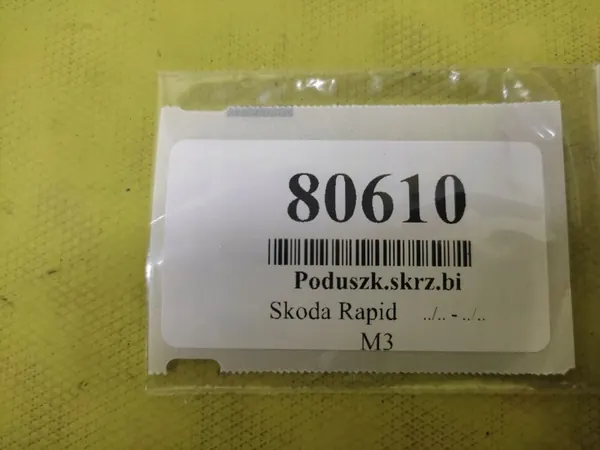 80610
Poduszk.skrz.bi
Skoda Rapid ../.. - ../..
M3